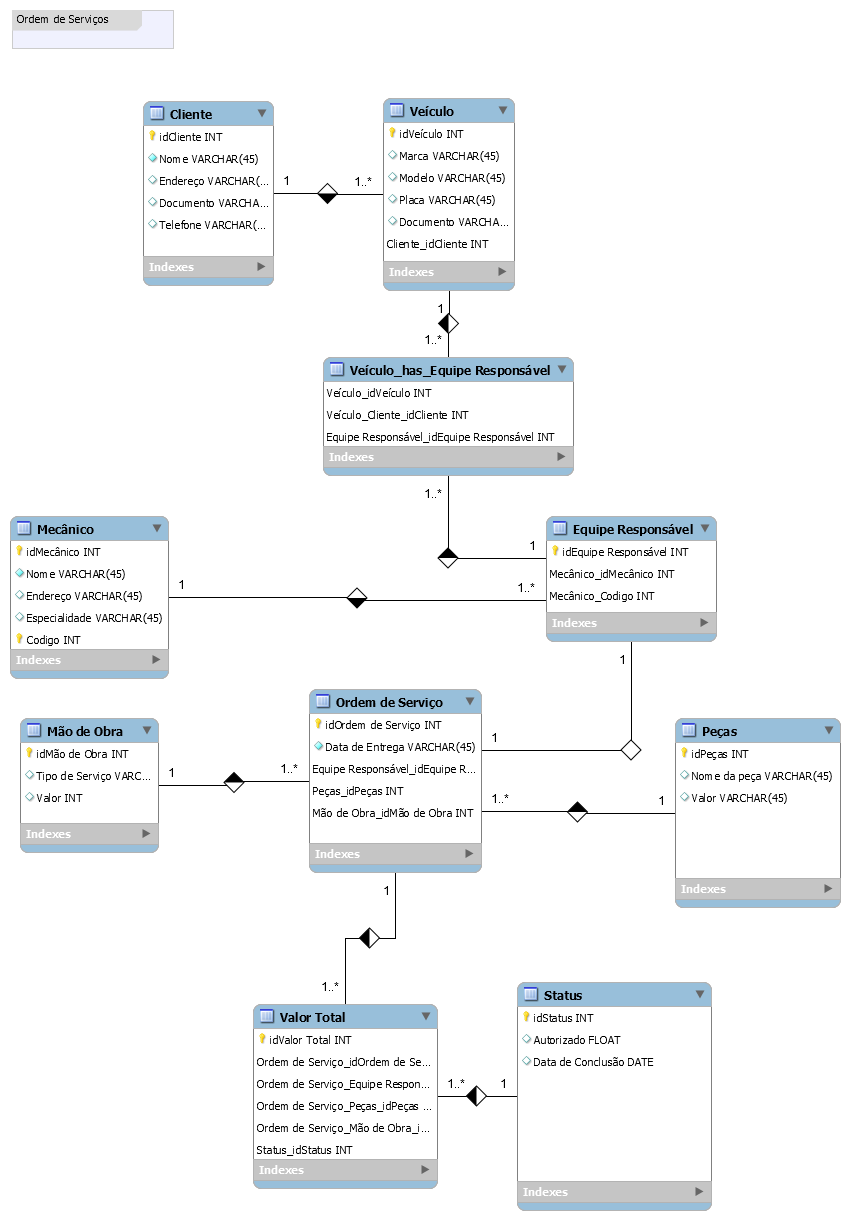 Ordem de Serviços
Cliente
idCliente INT
Nome VARCHAR(45)
Endereço VARCHAR(...
Documento VARCHA...
Telefone VARCHAR(...
Indexes
1
1..*
Veículo
idVeículo INT
Marca VARCHAR(45)
Modelo VARCHAR(45)
Placa VARCHAR(45)
Documento VARCHA...
Cliente_idCliente INT
Indexes
1
1..*
Veículo_has_Equipe Responsável
Veículo_idVeículo INT
Veículo_Cliente_idCliente INT
Equipe Responsável_idEquipe Responsável INT
Indexes
1..*
1
Mecânico
idMecânico INT
Nome VARCHAR(45)
Endereço VARCHAR(45)
Especialidade VARCHAR(45)
Codigo INT
Indexes
1
1..*
Equipe Responsável
idEquipe Responsável INT
Mecânico_idMecânico INT
Mecânico_Codigo INT
Indexes
1
1
Mão de Obra
idMão de Obra INT
Tipo de Serviço VARC...
Valor INT
Indexes
1
1..*
Ordem de Serviço
idOrdem de Serviço INT
Data de Entrega VARCHAR(45)
Equipe Responsável_idEquipe R...
Peças_idPeças INT
Mão de Obra_idMão de Obra INT
Indexes
1..*
1
Peças
idPeças INT
Nome da peça VARCHAR(45)
Valor VARCHAR(45)
Indexes
1
1..*
Valor Total
idValor Total INT
Ordem de Serviço_idOrdem de Se...
Ordem de Serviço_Equipe Respon...
Ordem de Serviço_Peças_idPeças ...
Ordem de Serviço_Mão de Obra_i...
Status_idStatus INT
Indexes
1..*
1
Status
idStatus INT
Autorizado FLOAT
Data de Conclusão DATE
Indexes